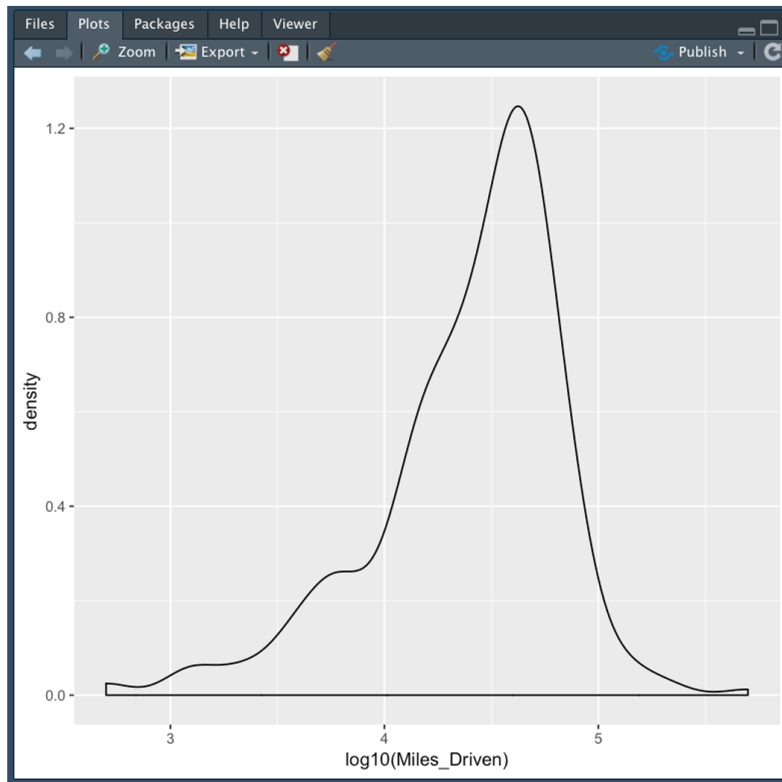 Files Plots Packages Help Viewer
Zoom Export Publish
1.2
0.8
0.4
0.0
density
3 4 5
log10(Miles_Driven)